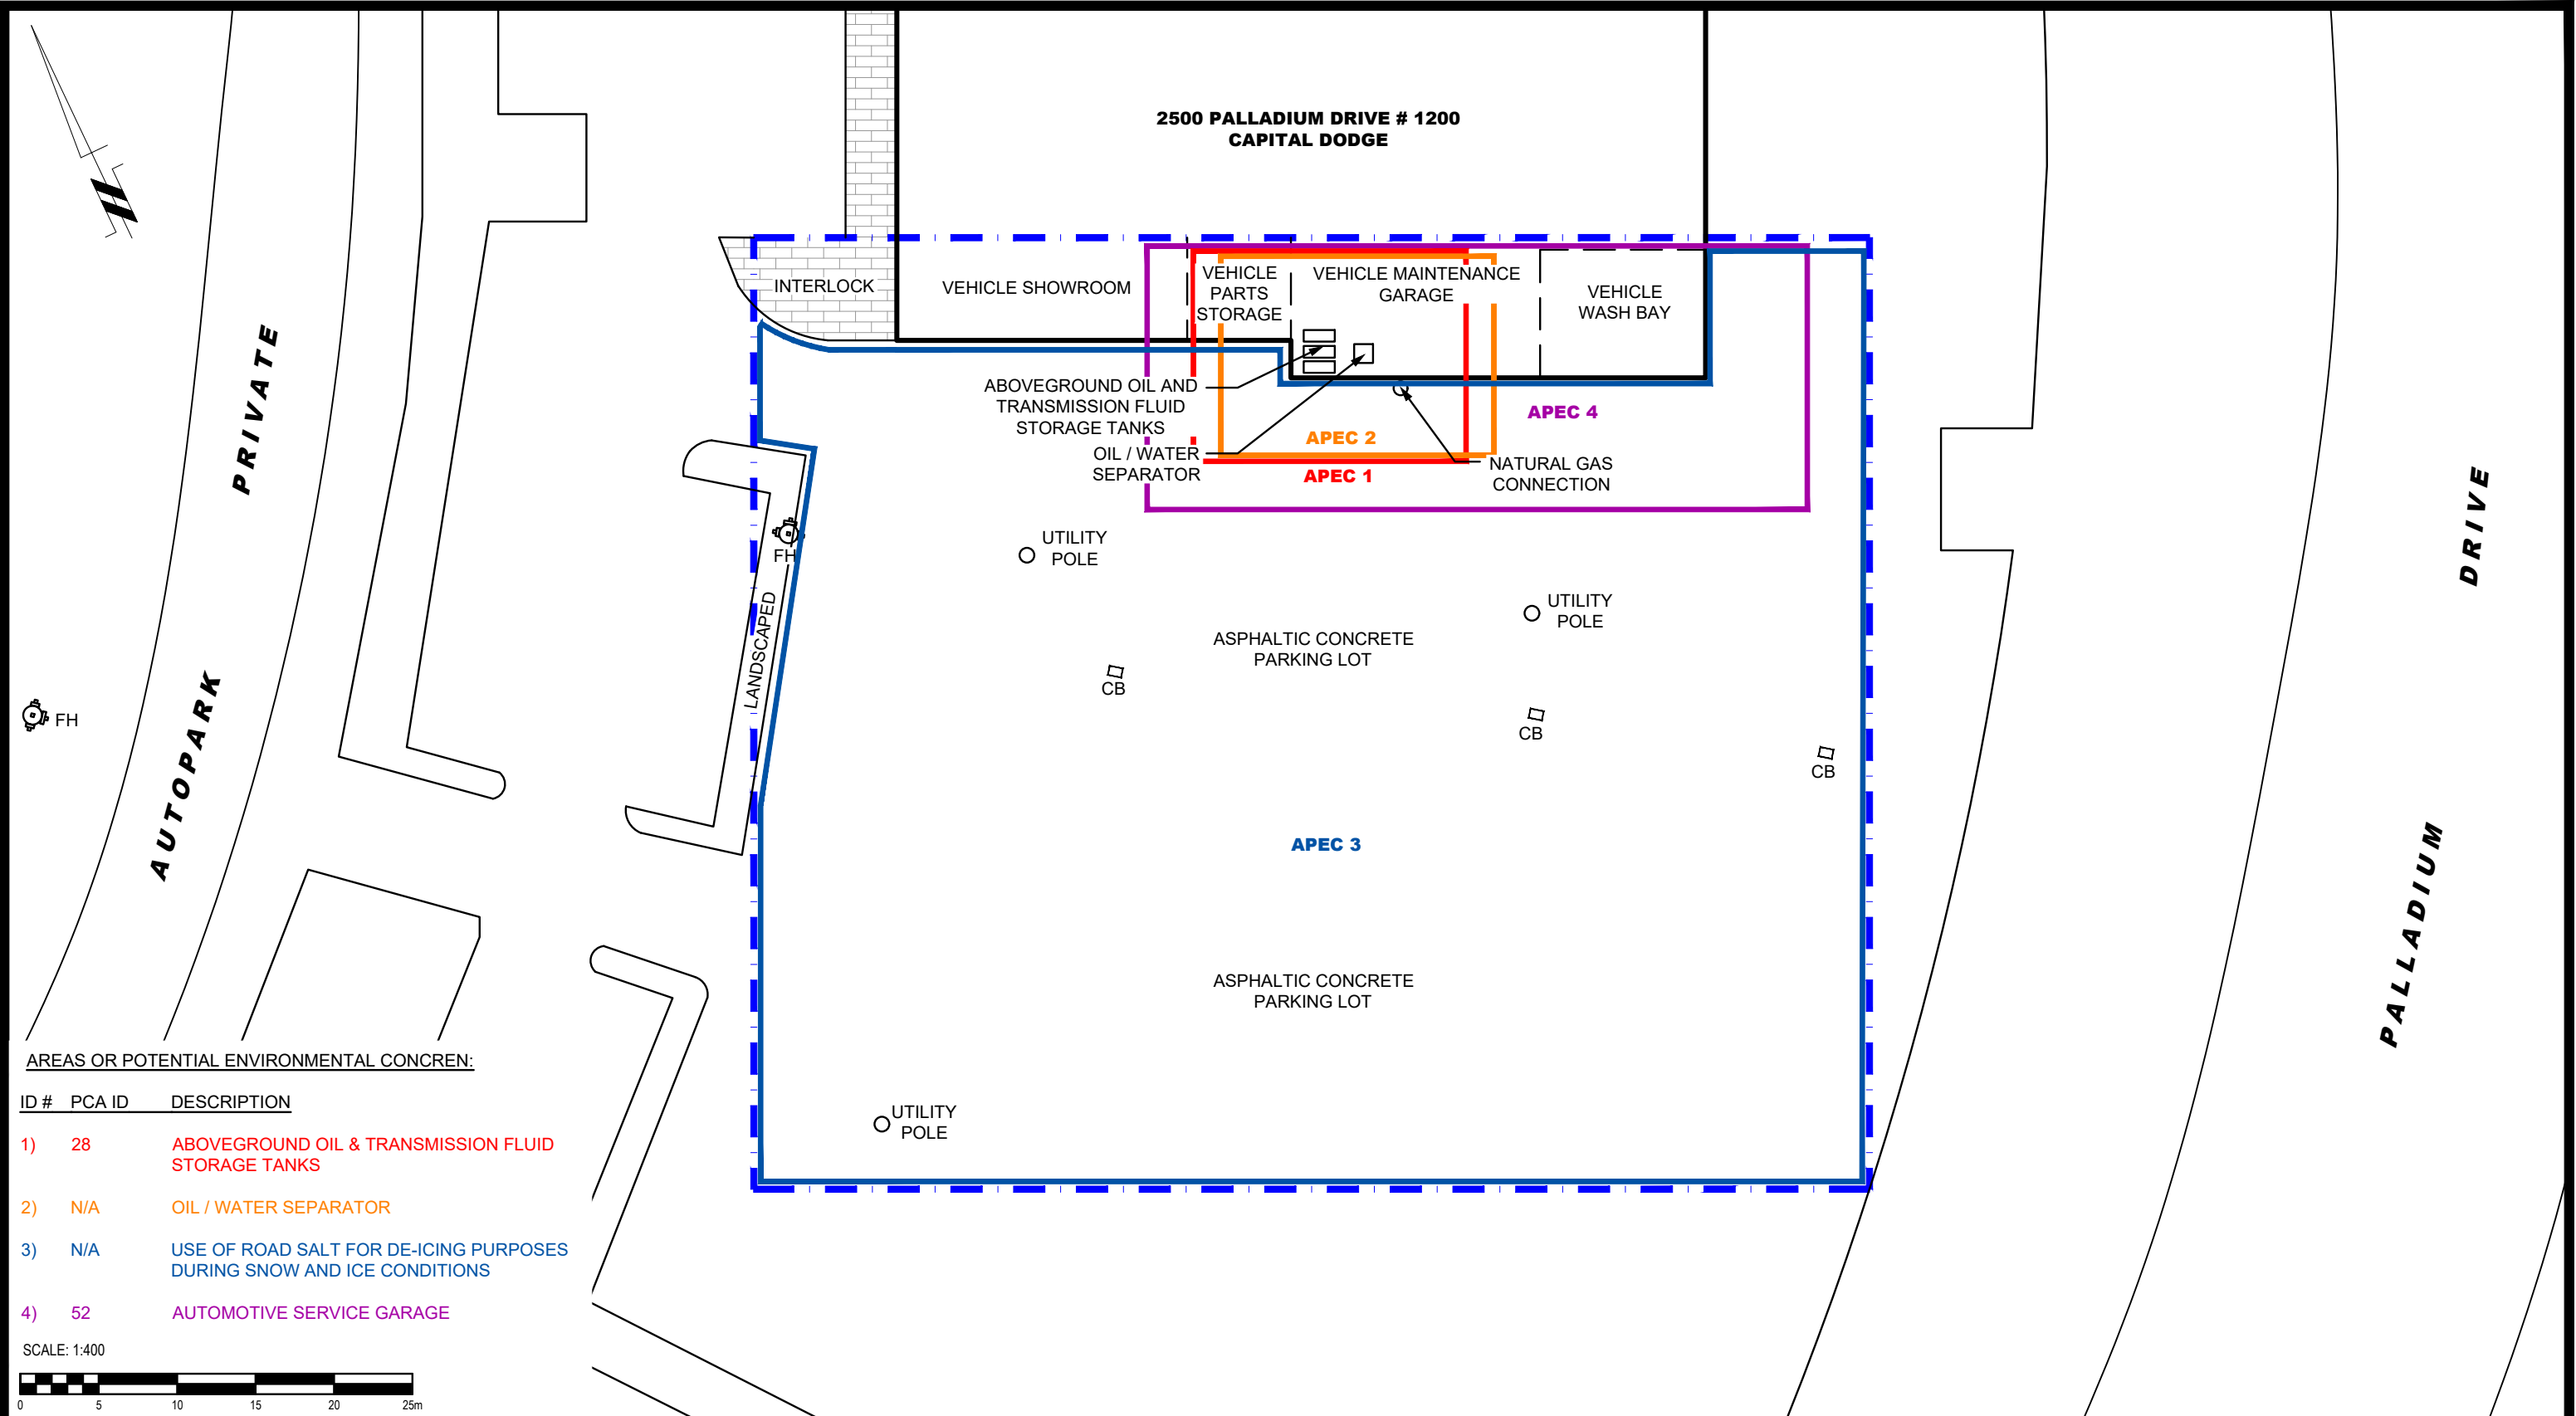 2500 PALLADIUM DRIVE # 1200
CAPITAL DODGE
INTERLOCK
VEHICLE SHOWROOM
VEHICLE
PARTS
STORAGE
VEHICLE MAINTENANCE
GARAGE
VEHICLE
WASH BAY
ABOVEGROUND OIL AND
TRANSMISSION FLUID
STORAGE TANKS
OIL / WATER
SEPARATOR
APEC 2
APEC 1
APEC 4
NATURAL GAS
CONNECTION
UTILITY
POLE
FH
LANDSCAPED
UTILITY
POLE
ASPHALTIC CONCRETE
PARKING LOT
CB
CB
CB
FH
AUTOPARK PRIVATE
PALLADIUM DRIVE
APEC 3
ASPHALTIC CONCRETE
PARKING LOT
UTILITY
POLE
AREAS OR POTENTIAL ENVIRONMENTAL CONCREN:
ID # PCA ID DESCRIPTION
1) 28 ABOVEGROUND OIL & TRANSMISSION FLUID
STORAGE TANKS
2) N/A OIL / WATER SEPARATOR
3) N/A USE OF ROAD SALT FOR DE-ICING PURPOSES
DURING SNOW AND ICE CONDITIONS
4) 52 AUTOMOTIVE SERVICE GARAGE
SCALE: 1:400
0 5 10 15 20 25m